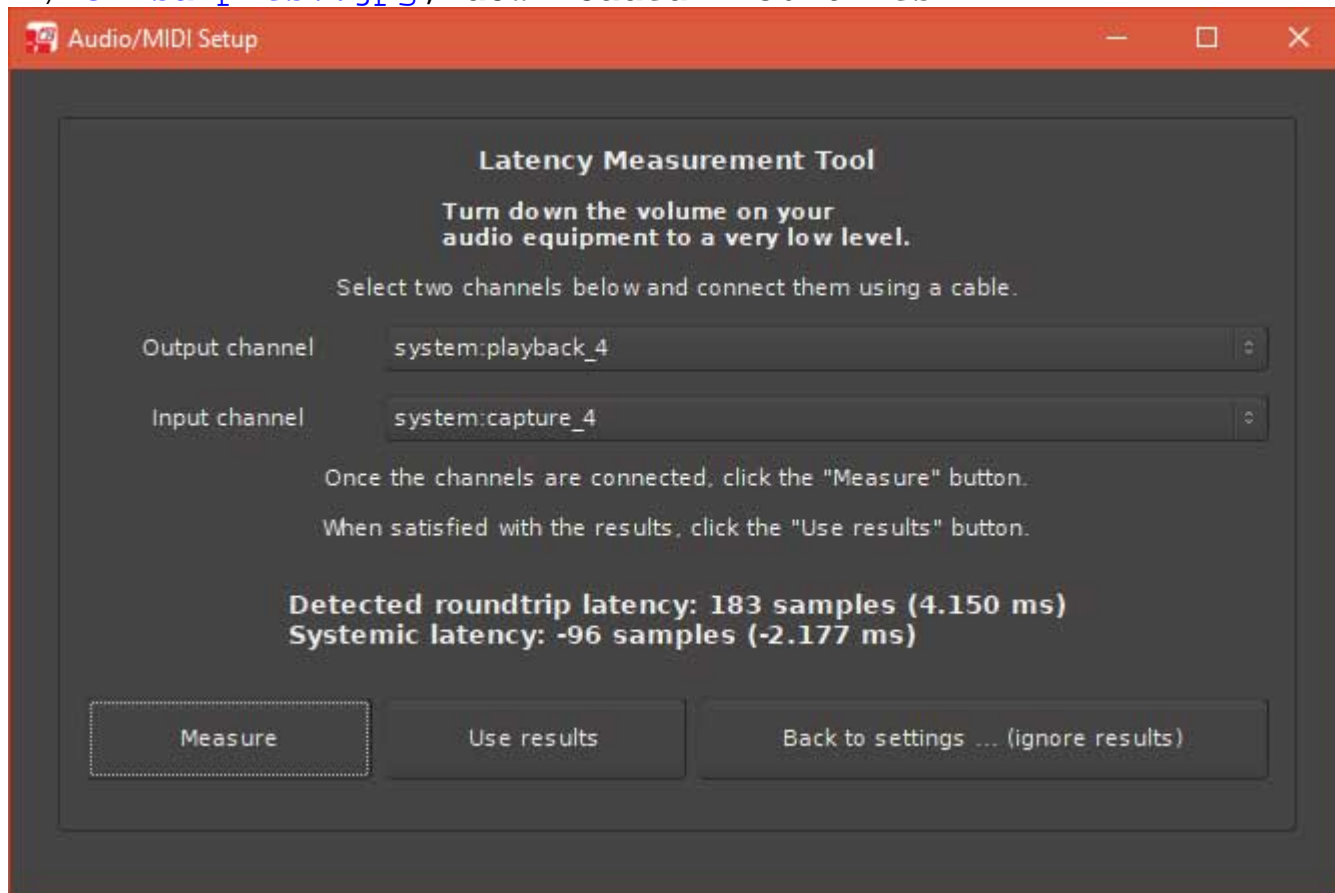 Audio/MIDI Setup
Latency Measurement Tool
Turn down the volume on your
audio equipment to a very low level.
Select two channels below and connect them using a cable.
Output channel system:playback_4
Input channel system:capture_4
Once the channels are connected, click the "Measure" button.
When satisfied with the results, click the "Use results" button.
Detected roundtrip latency: 183 samples (4.150 ms)
Systemic latency: -96 samples (-2.177 ms)
Measure Use results Back to settings ... (ignore results)